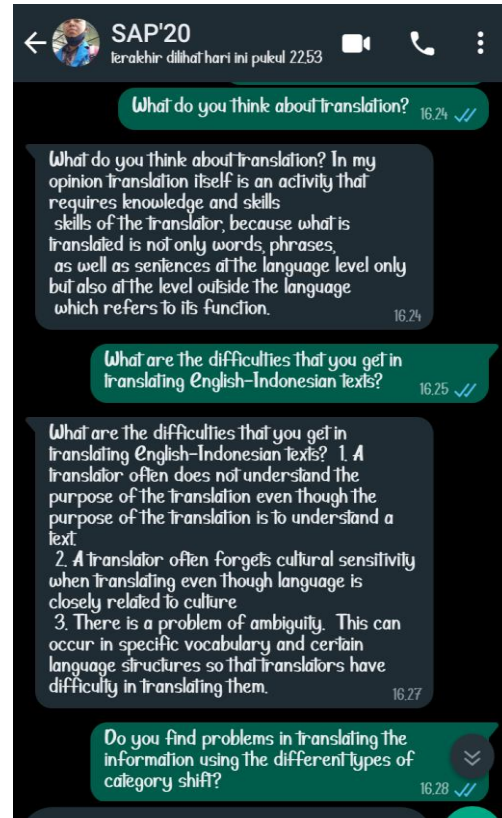 SAP'20
terakhir dilihat hari ini pukul 22.53
What do you think about translation?
16.24
What do you think about translation? In my
opinion translation itself is an activity that
requires knowledge and skills
skills of the translator, because what is
translated is not only words, phrases,
as well as sentences at the language level only
but also at the level outside the language
which refers to its function.
16.24
What are the difficulties that you get in
translating English-Indonesian texts?
16.25
What are the difficulties that you get in
translating English-Indonesian texts? 1. A
translator often does not understand the
purpose of the translation even though the
purpose of the translation is to understand a
text.
2. A translator often forgets cultural sensitivity
when translating even though language is
closely related to culture
3. There is a problem of ambiguity. This can
occur in specific vocabulary and certain
language structures so that translators have
difficulty in translating them.
16.27
Do you find problems in translating the
information using the different types of
category shift?
16.28